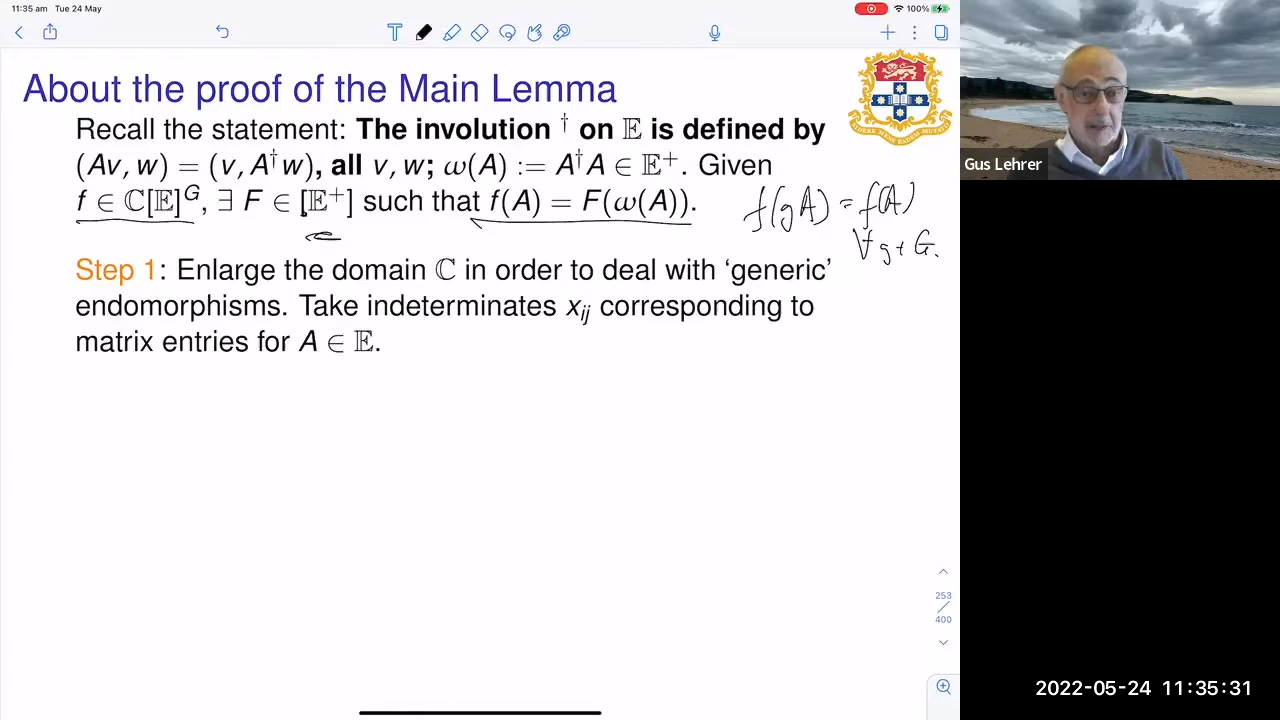 11:35 am Tue 24 May
100%
About the proof of the Main Lemma
Recall the statement: The involution † on 𝔼 is defined by
(Av, w) = (v, A†w), all v, w; ω(A) := A†A ∈ 𝔼⁺. Given
f ∈ ℂ[𝔼]ᴳ, ∃ F ∈ [𝔼⁺] such that f(A) = F(ω(A)).
f(gA) = f(A)
∀ g ∈ G.
Step 1: Enlarge the domain ℂ in order to deal with ‘generic’
endomorphisms. Take indeterminates xᵢⱼ corresponding to
matrix entries for A ∈ 𝔼.
253
400
Gus Lehrer
2022-05-24 11:35:31